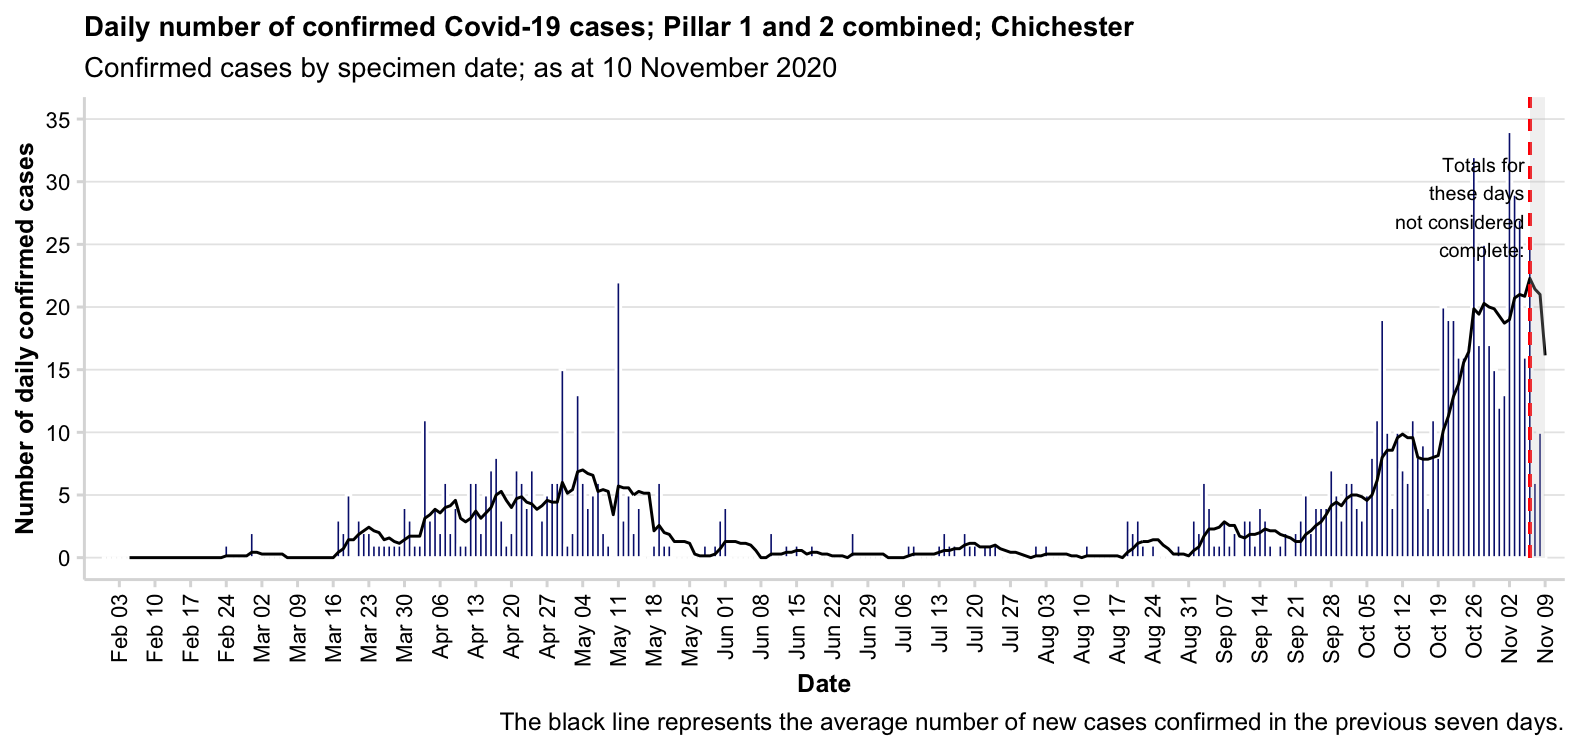 Daily number of confirmed Covid-19 cases; Pillar 1 and 2 combined; Chichester
Confirmed cases by specimen date; as at 10 November 2020
Number of daily confirmed cases
35
30
25
20
15
10
5
0
Totals for
these days
not considered
complete.
Feb 03
Feb 10
Feb 17
Feb 24
Mar 02
Mar 09
Mar 16
Mar 23
Mar 30
Apr 06
Apr 13
Apr 20
Apr 27
May 04
May 11
May 18
May 25
Jun 01
Jun 08
Jun 15
Jun 22
Jun 29
Jul 06
Jul 13
Jul 20
Jul 27
Aug 03
Aug 10
Aug 17
Aug 24
Aug 31
Sep 07
Sep 14
Sep 21
Sep 28
Oct 05
Oct 12
Oct 19
Oct 26
Nov 02
Nov 09
Date
The black line represents the average number of new cases confirmed in the previous seven days.